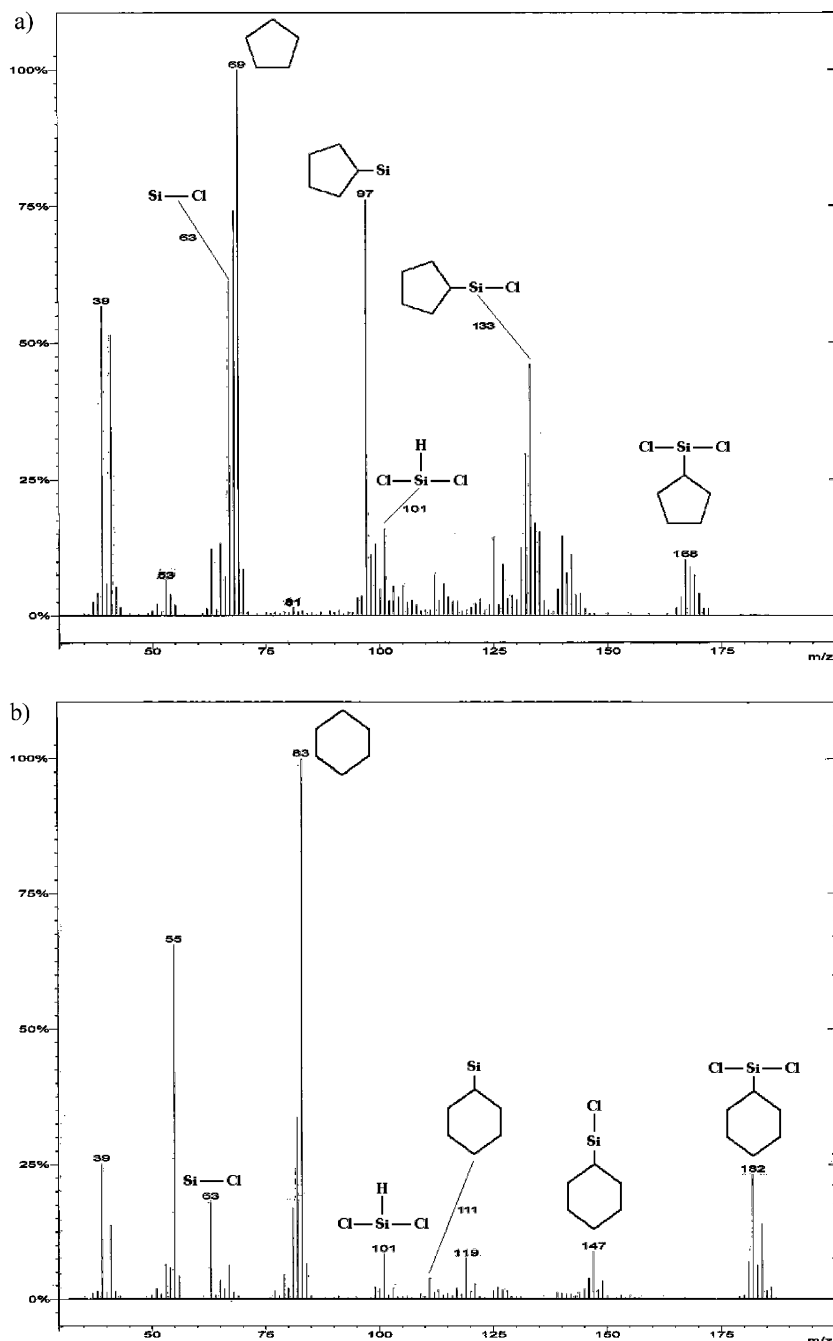 a)
100%
69
Si
97
Si — Cl
63
75%
Si — Cl
133
39
50%
H
Cl — Si — Cl
101
Cl — Si — Cl
25%
168
53
81
0%
50
75
100
125
150
175
m/z
b)
83
100%
75%
55
50%
Si
Cl
Si
Cl — Si — Cl
182
39
25%
Si — Cl
63
H
Cl — Si — Cl
101
111
119
147
0%
50
75
100
125
150
175
m/z